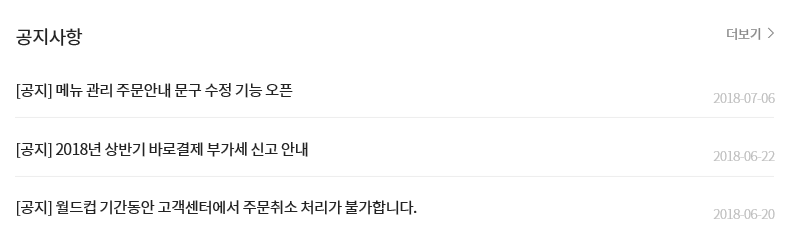 공지사항
더보기
[공지] 메뉴 관리 주문안내 문구 수정 기능 오픈
2018-07-06
[공지] 2018년 상반기 바로결제 부가세 신고 안내
2018-06-22
[공지] 월드컵 기간동안 고객센터에서 주문취소 처리가 불가합니다.
2018-06-20